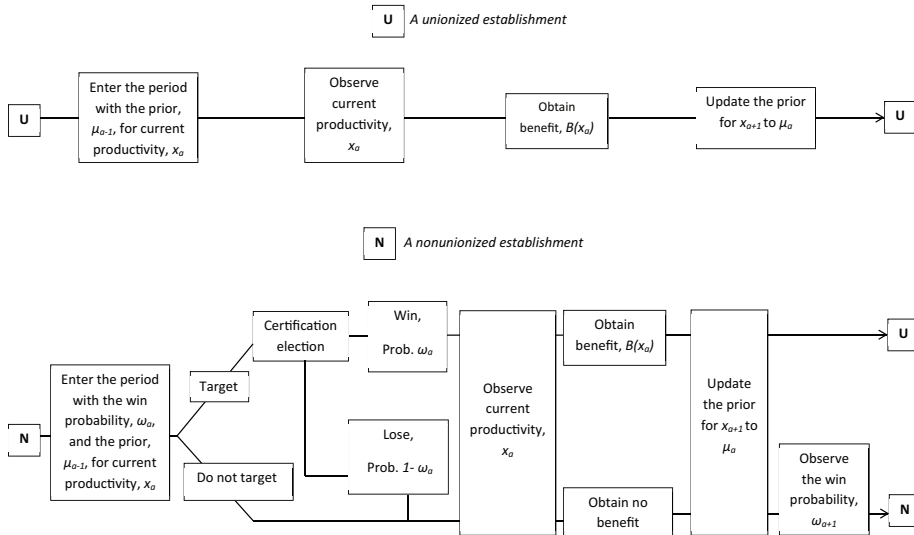 U A unionized establishment
U
Enter the period
with the prior,
μa-1, for current
productivity, xa
Observe
current
productivity,
xa
Obtain
benefit, B(xa)
Update the prior
for xa+1 to μa
U
N A nonunionized establishment
N
Enter the period
with the win
probability, ωa,
and the prior,
μa-1, for current
productivity, xa
Target
Do not target
Certification
election
Win,
Prob. ωa
Lose,
Prob. 1- ωa
Observe
current
productivity,
xa
Obtain
benefit, B(xa)
Obtain no
benefit
Update
the prior
for xa+1 to
μa
Observe
the win
probability,
ωa+1
U
N